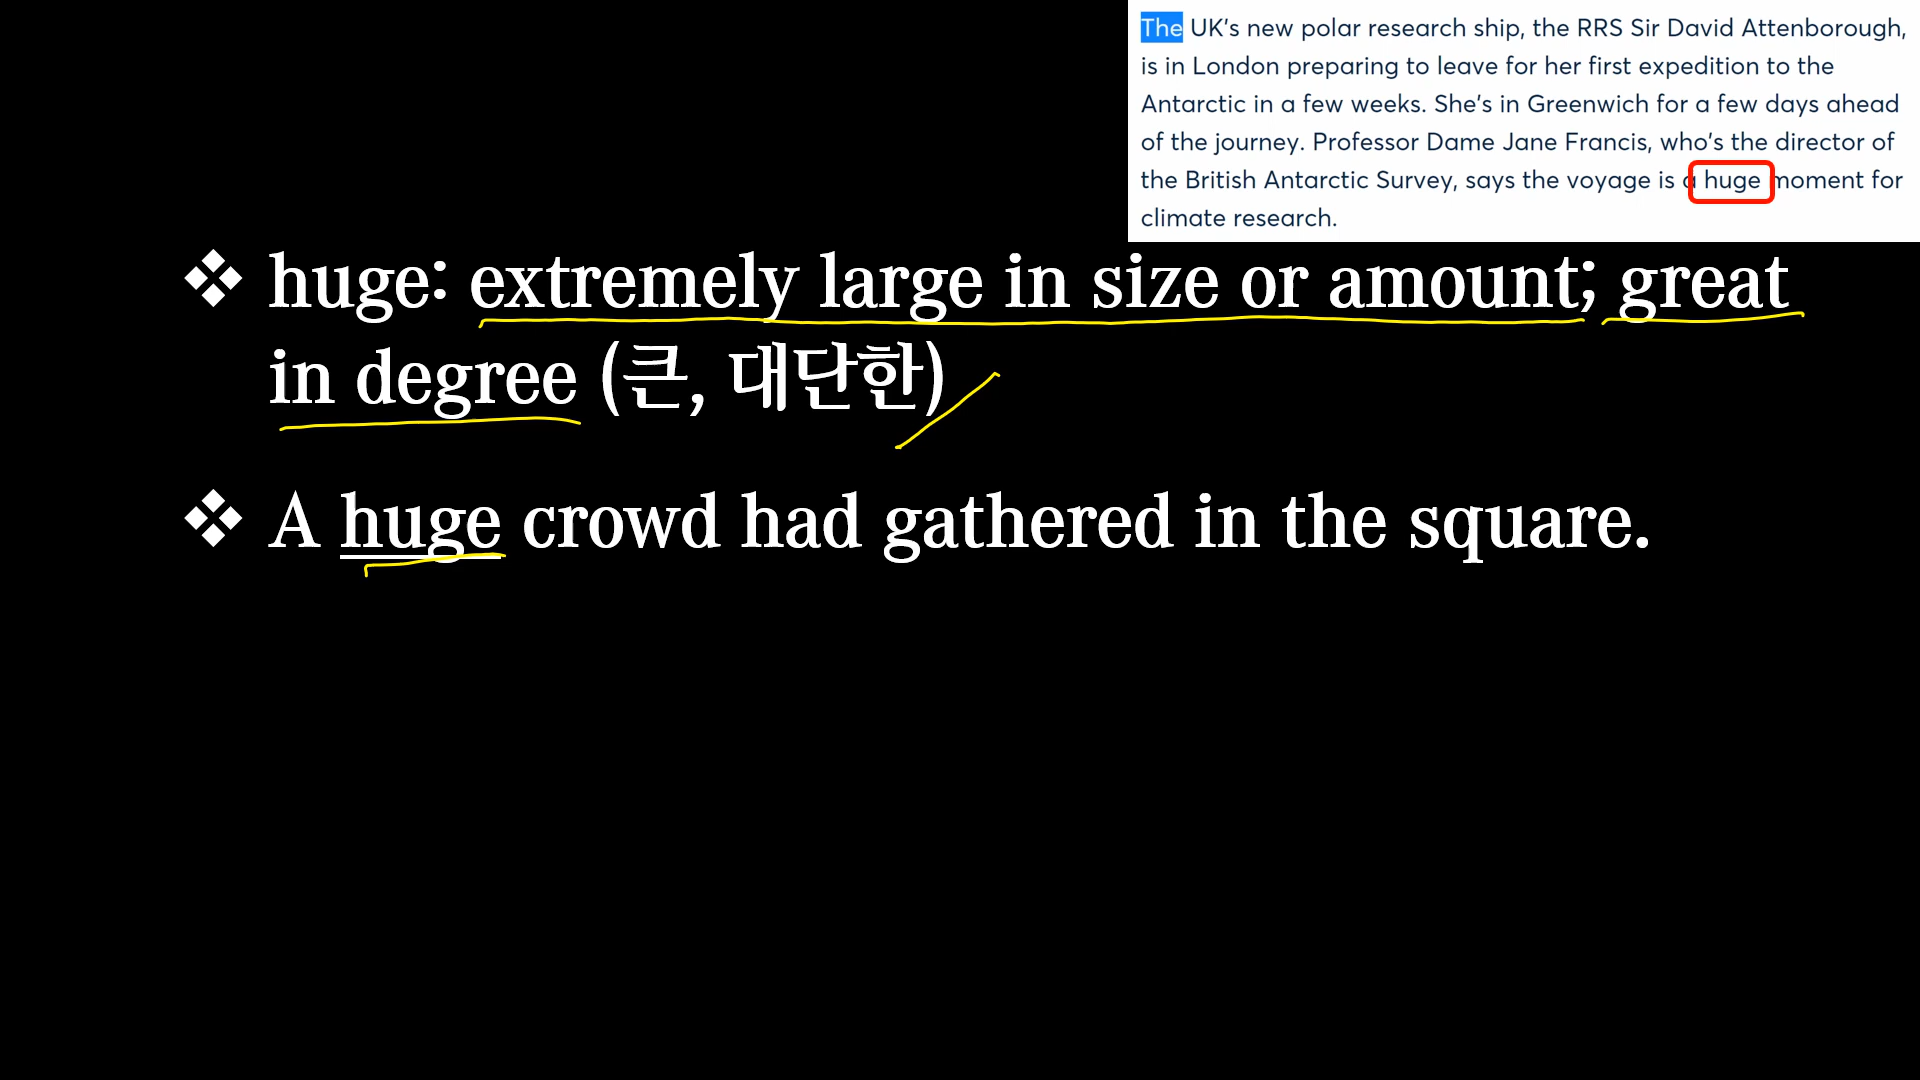 The UK's new polar research ship, the RRS Sir David Attenborough,
is in London preparing to leave for her first expedition to the
Antarctic in a few weeks. She's in Greenwich for a few days ahead
of the journey. Professor Dame Jane Francis, who's the director of
the British Antarctic Survey, says the voyage is a huge moment for
climate research.
❖ huge: extremely large in size or amount; great
in degree (큰, 대단한)
❖ A huge crowd had gathered in the square.